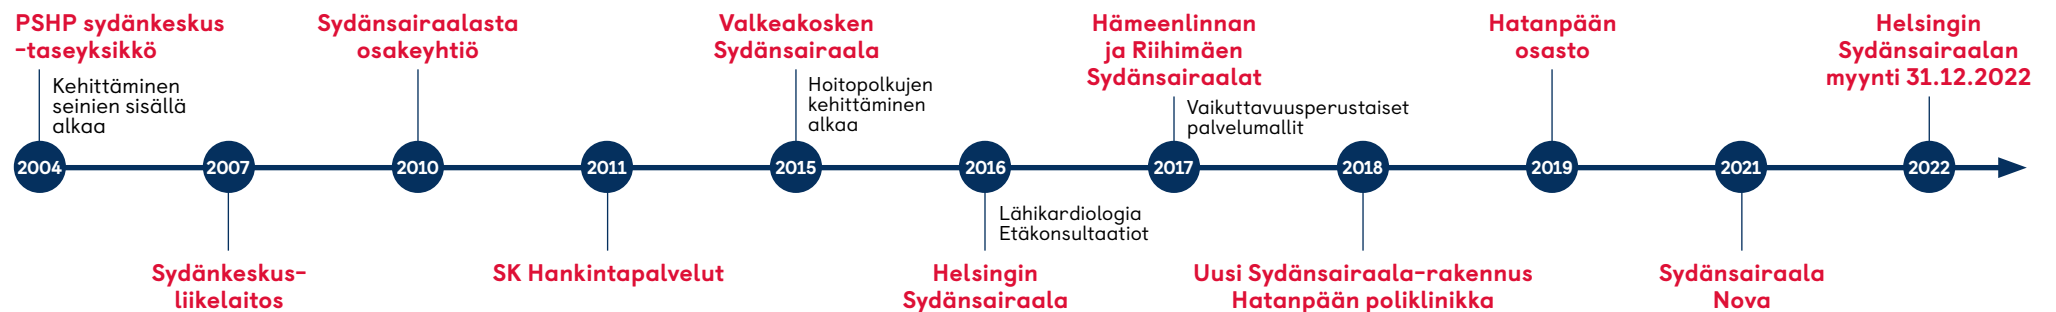 PSHP sydänkeskus
-taseyksikkö
Kehittäminen
seinien sisällä
alkaa
Sydänsairaalasta
osakeyhtiö
Valkeakosken
Sydänsairaala
Hoitopolkujen
kehittäminen
alkaa
Hämeenlinnan
ja Riihimäen
Sydänsairaalat
Vaikuttavuusperustaiset
palvelumallit
Hatanpään
osasto
Helsingin
Sydänsairaalan
myynti 31.12.2022
2004
2007
2010
2011
2015
2016
2017
2018
2019
2021
2022
Sydänkeskus-
liikelaitos
SK Hankintapalvelut
Lähikardiologia
Etäkonsultaatiot
Helsingin
Sydänsairaala
Uusi Sydänsairaala-rakennus
Hatanpään poliklinikka
Sydänsairaala
Nova